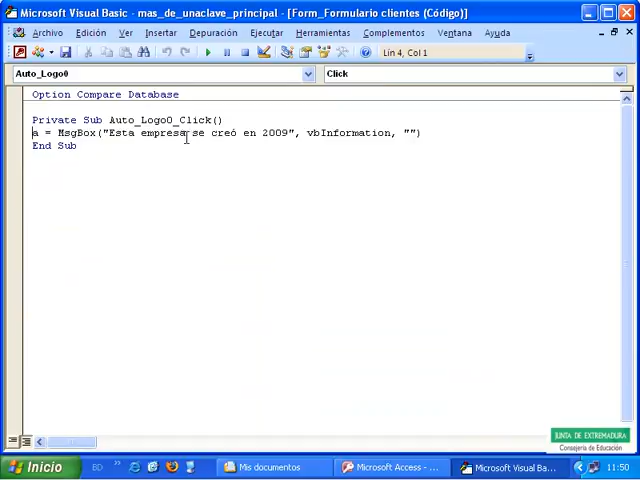 Microsoft Visual Basic - mas_de_unaclave_principal - [Form_Formulario clientes (Código)]
Archivo Edición Ver Insertar Depuración Ejecutar Herramientas Complementos Ventana Ayuda
Lín 4, Col 1
Auto_Logo0 Click
Option Compare Database
Private Sub Auto_Logo0_Click()
a = MsgBox("Esta empresa se creó en 2009", vbInformation, "")
End Sub
JUNTA DE EXTREMADURA
Consejería de Educación
Inicio BD » Mis documentos Microsoft Access - ... Microsoft Visual Ba... 11:50